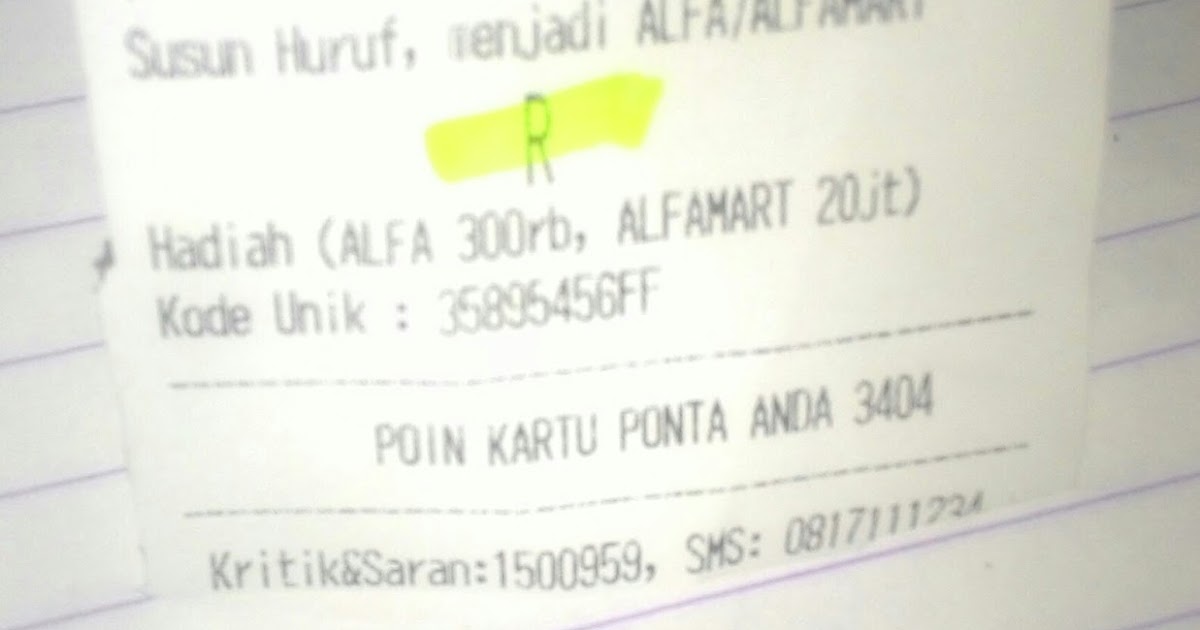 Susun Huruf, menjadi ALFA/ALFAMART
R
Hadiah (ALFA 300rb, ALFAMART 20jt)
Kode Unik : 35895456FF
POIN KARTU PONTA ANDA 3404
Kritik&Saran:1500959, SMS: 0817111234